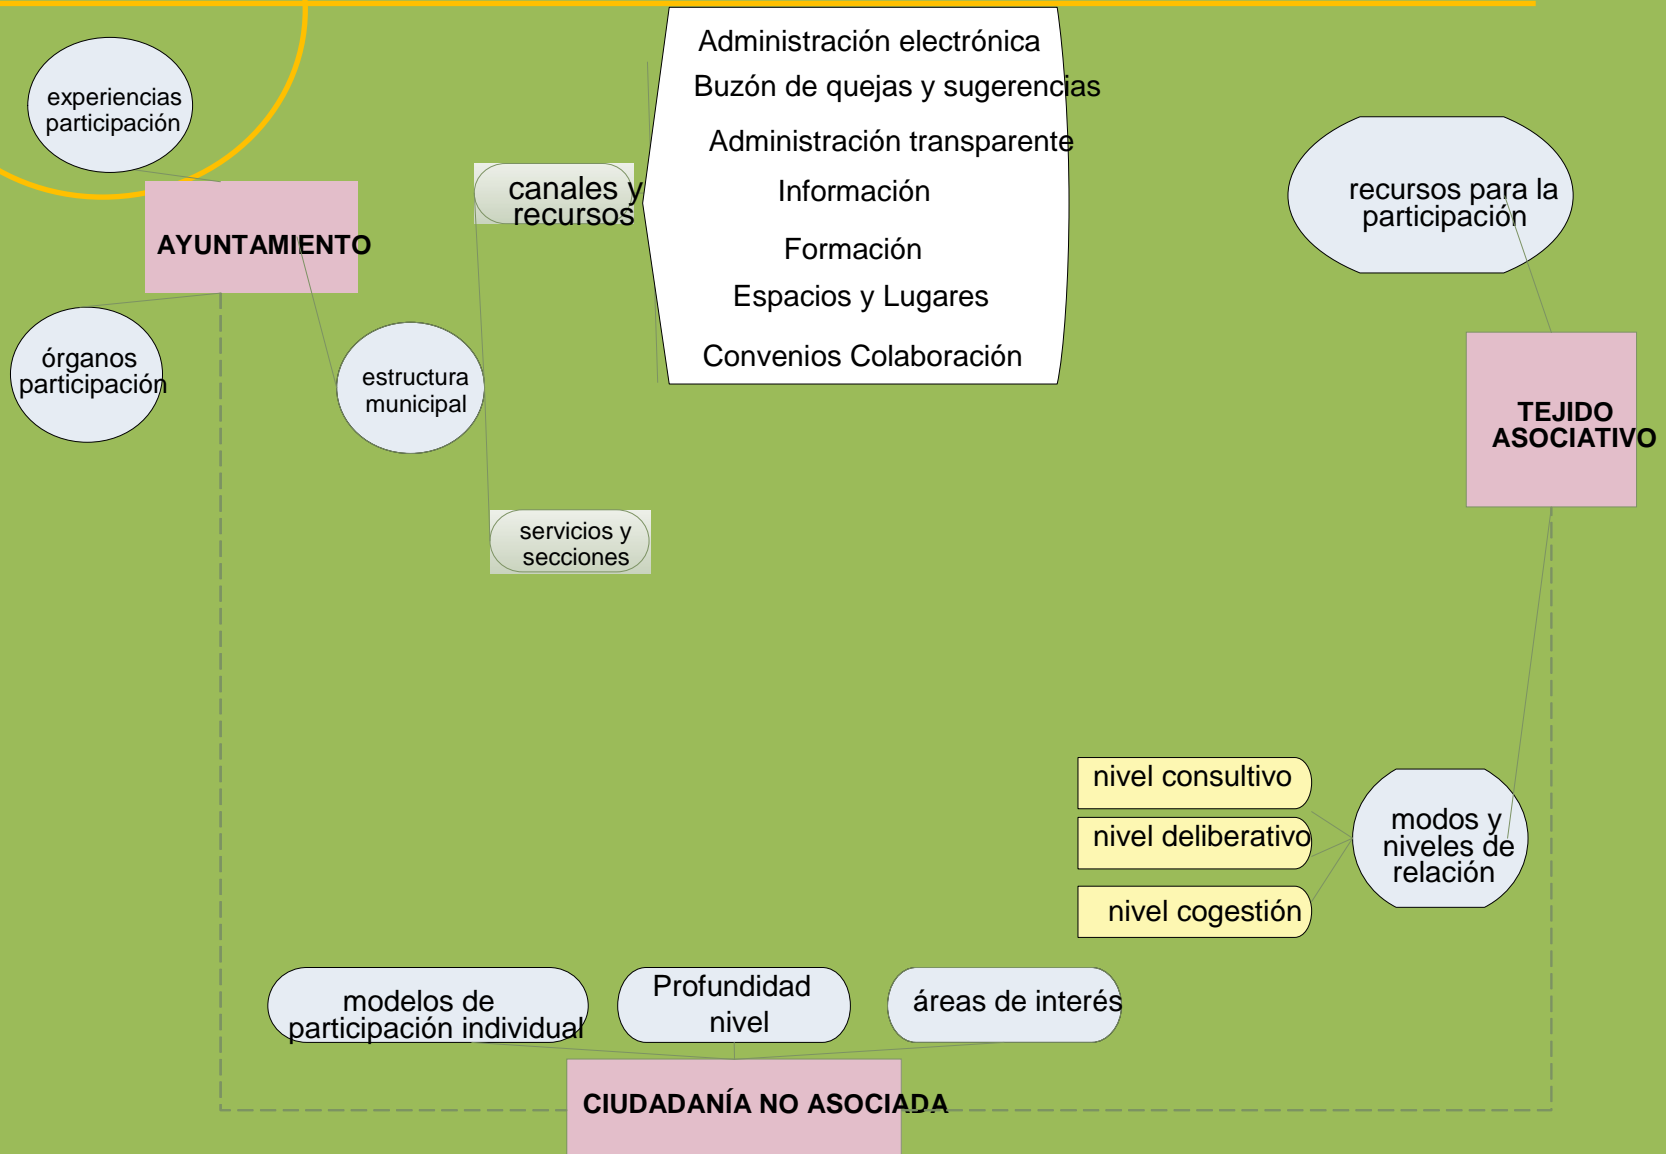 experiencias
participación
AYUNTAMIENTO
órganos
participación
estructura
municipal
canales y
recursos
servicios y
secciones
Administración electrónica
Buzón de quejas y sugerencias
Administración transparente
Información
Formación
Espacios y Lugares
Convenios Colaboración
recursos para la
participación
TEJIDO
ASOCIATIVO
nivel consultivo
nivel deliberativo
nivel cogestión
modos y
niveles de
relación
modelos de
participación individual
Profundidad
nivel
áreas de interés
CIUDADANÍA NO ASOCIADA